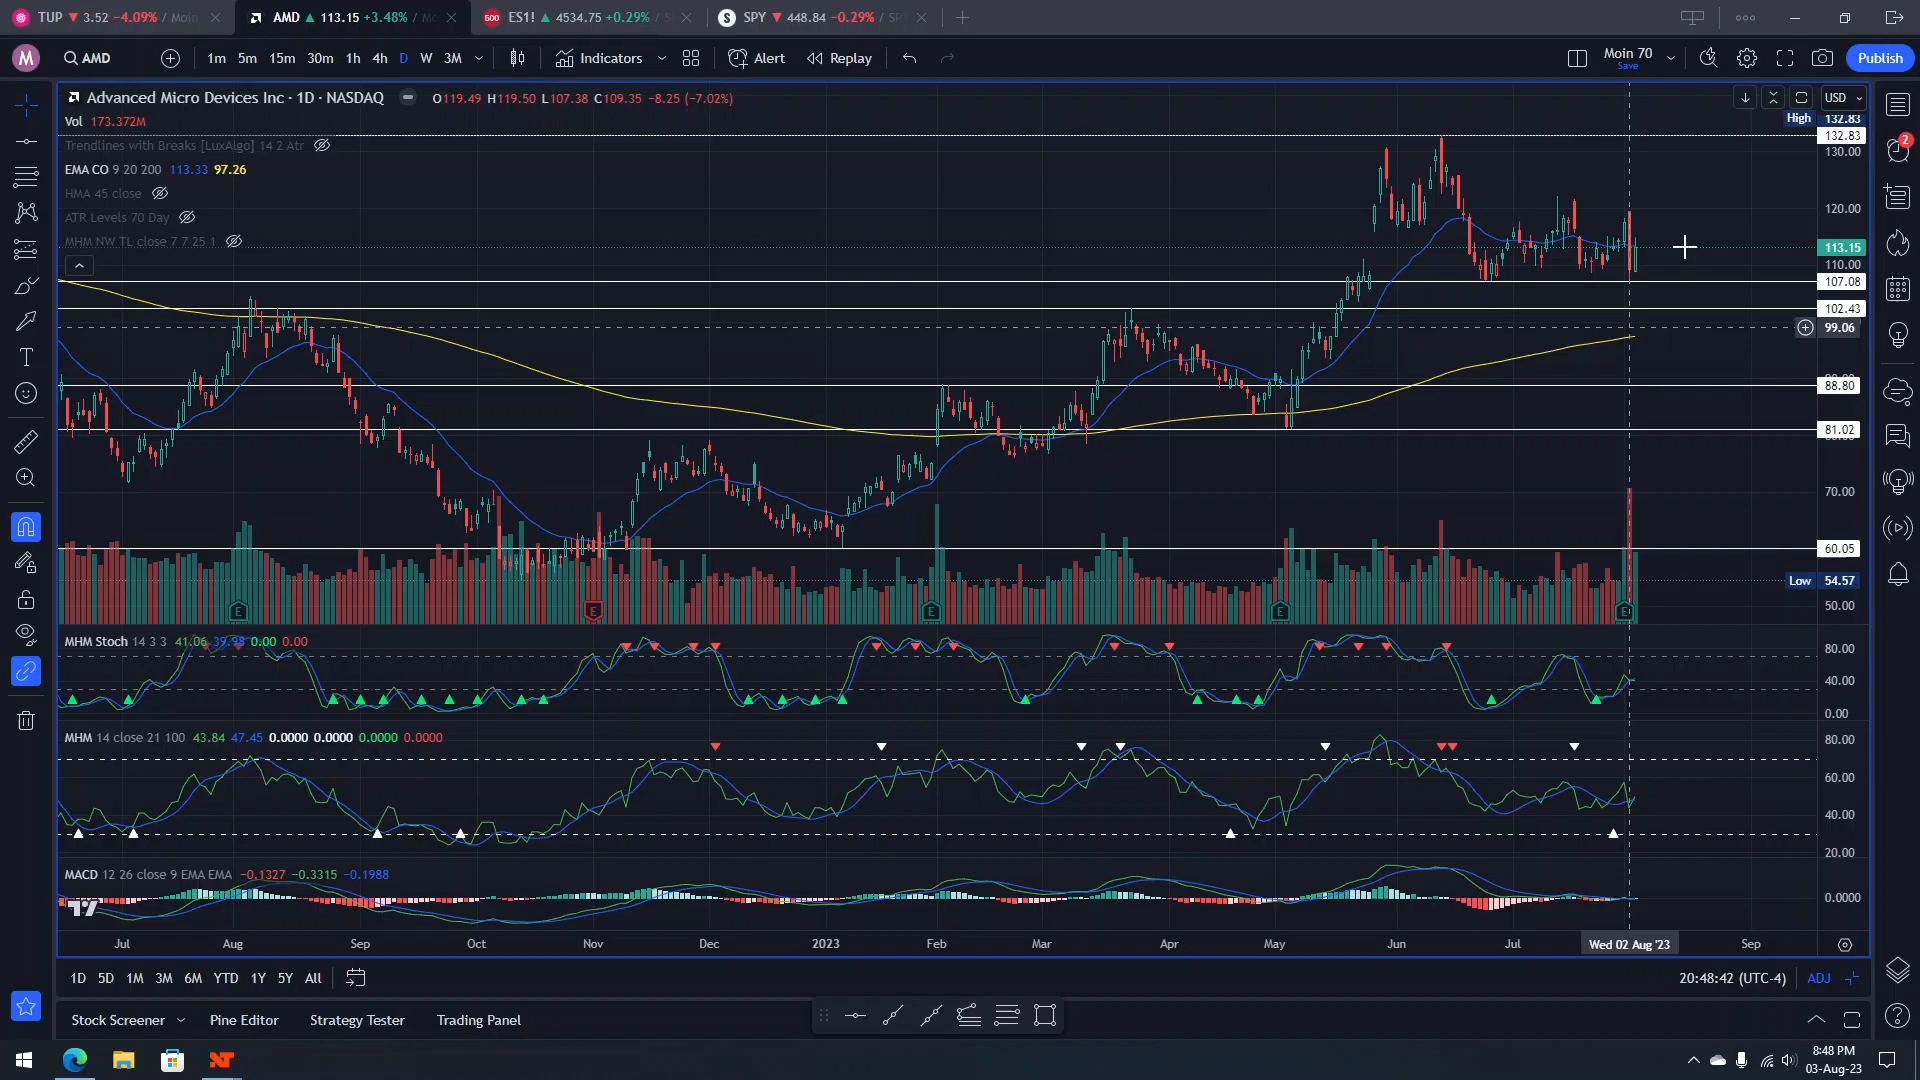 TUP ▼ 3.52 −4.09% / Moin
AMD ▲ 113.15 +3.48% / Mo
500 ES1! ▲ 4534.75 +0.29% / S
S SPY ▼ 448.84 −0.29% / SP
M AMD 1m 5m 15m 30m 1h 4h D W 3M Indicators Alert Replay Moin 70 Save Publish
Advanced Micro Devices Inc · 1D · NASDAQ O119.49 H119.50 L107.38 C109.35 −8.25 (−7.02%) USD
Vol 173.372M
Trendlines with Breaks [LuxAlgo] 14 2 Atr
EMA CO 9 20 200 113.33 97.26
HMA 45 close
ATR Levels 70 Day
MHM NW TL close 7 7 25 1
High 132.83
132.83
130.00
120.00
113.15
110.00
107.08
102.43
99.06
88.80
81.02
70.00
60.05
Low 54.57
50.00
E E E E E
MHM Stoch 14 3 3 41.06 39.98 0.00 0.00
80.00
40.00
0.00
MHM 14 close 21 100 43.84 47.45 0.0000 0.0000 0.0000 0.0000
80.00
60.00
40.00
20.00
MACD 12 26 close 9 EMA EMA −0.1327 −0.3315 −0.1988
0.0000
Jul Aug Sep Oct Nov Dec 2023 Feb Mar Apr May Jun Jul Wed 02 Aug '23 Sep
1D 5D 1M 3M 6M YTD 1Y 5Y All 20:48:42 (UTC-4) ADJ
Stock Screener Pine Editor Strategy Tester Trading Panel
2
8:48 PM
03-Aug-23